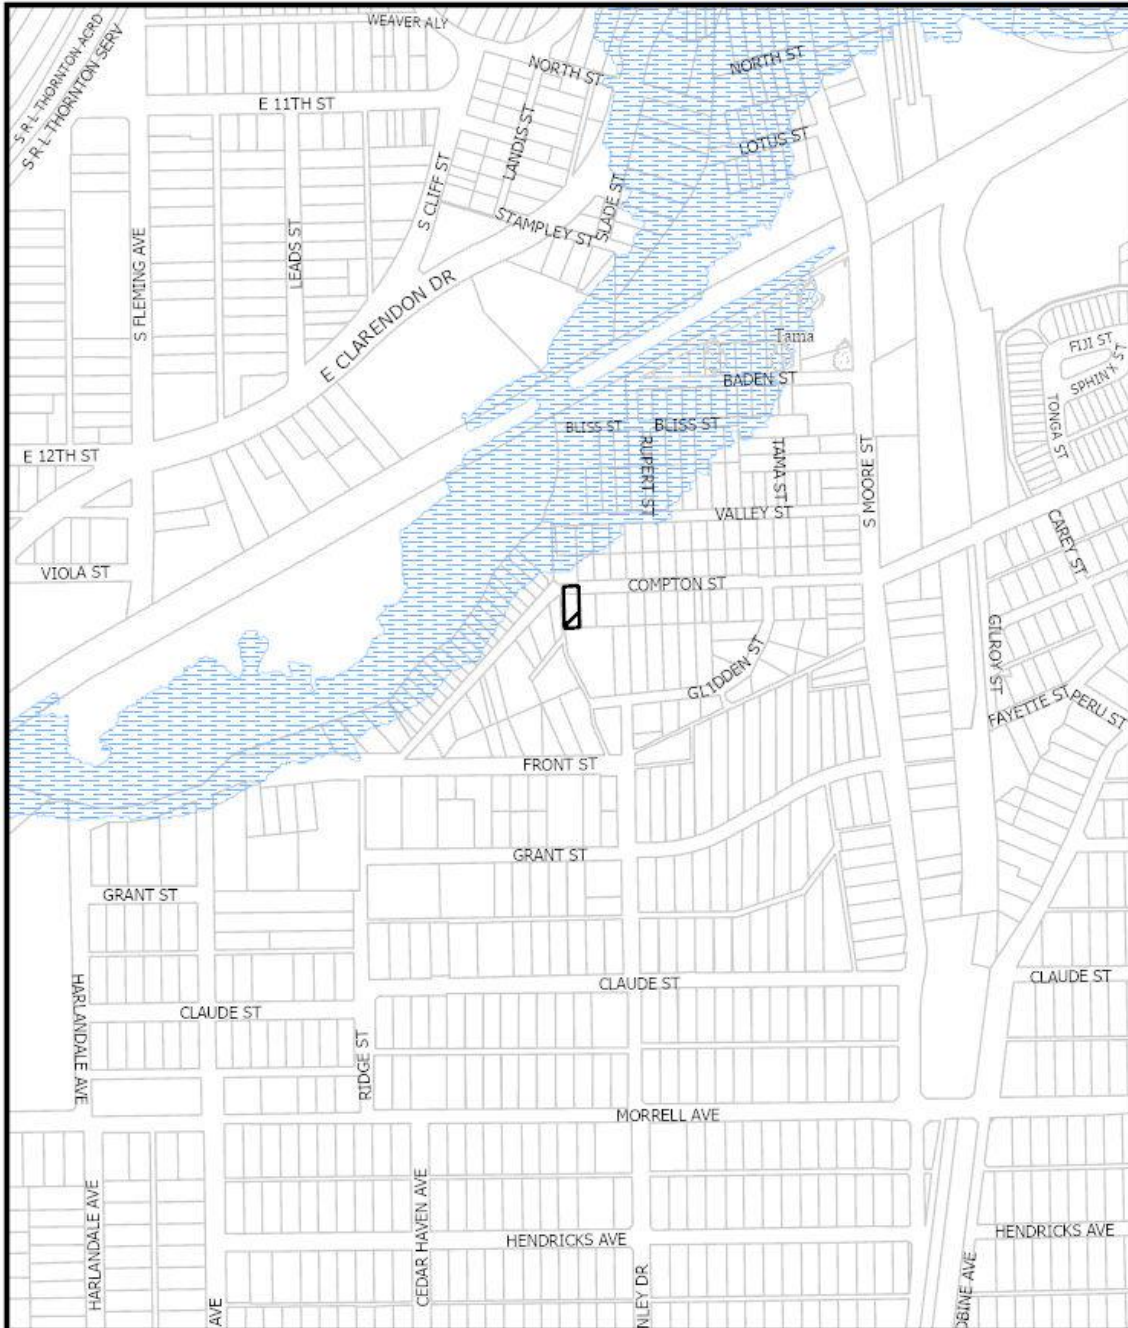 WEAVER ALY
S R L THORNTON ACRD
S R L THORNTON SERV
NORTH ST
NORTH ST
E 11TH ST
LANDIS ST
LOTUS ST
S CLIFF ST
SLADE ST
STAMPLEY ST
S FLEMING AVE
LEADS ST
E CLARENDON DR
Tama
FIJI ST
SPHINX ST
BADEN ST
TONGA ST
BLISS ST
BLISS ST
RUPERT ST
TAMA ST
S MOORE ST
E 12TH ST
VALLEY ST
CAREY ST
VIOLA ST
COMPTON ST
GILROY ST
GLIDDEN ST
FAYETTE ST
PERU ST
FRONT ST
GRANT ST
GRANT ST
CLAUDE ST
CLAUDE ST
CLAUDE ST
HARLANDALE AVE
RIDGE ST
MORRELL AVE
HARLANDALE AVE
CEDAR HAVEN AVE
HENDRICKS AVE
HENDRICKS AVE
AVE
NLEY DR
OBINE AVE